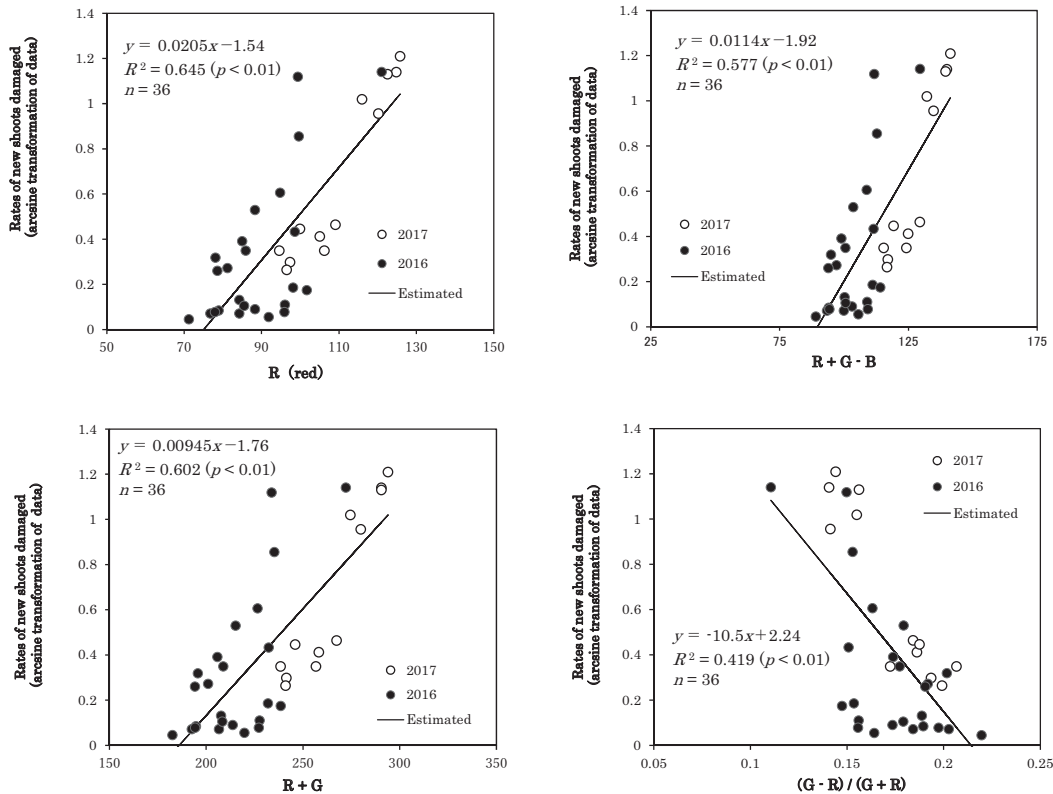 Rates of new shoots damaged
(arcsine transformation of data)
1.4
1.2
1
0.8
0.6
0.4
0.2
0
y = 0.0205x−1.54
R² = 0.645 (p < 0.01)
n = 36
2017
2016
Estimated
50 70 90 110 130 150
R (red)
Rates of new shoots damaged
(arcsine transformation of data)
1.4
1.2
1
0.8
0.6
0.4
0.2
0
y = 0.0114x−1.92
R² = 0.577 (p < 0.01)
n = 36
2017
2016
Estimated
25 75 125 175
R + G - B
Rates of new shoots damaged
(arcsine transformation of data)
1.4
1.2
1
0.8
0.6
0.4
0.2
0
y = 0.00945x−1.76
R² = 0.602 (p < 0.01)
n = 36
2017
2016
Estimated
150 200 250 300 350
R + G
Rates of new shoots damaged
(arcsine transformation of data)
1.4
1.2
1
0.8
0.6
0.4
0.2
0
2017
2016
Estimated
y = -10.5x+2.24
R² = 0.419 (p < 0.01)
n = 36
0.05 0.1 0.15 0.2 0.25
(G - R) / (G + R)